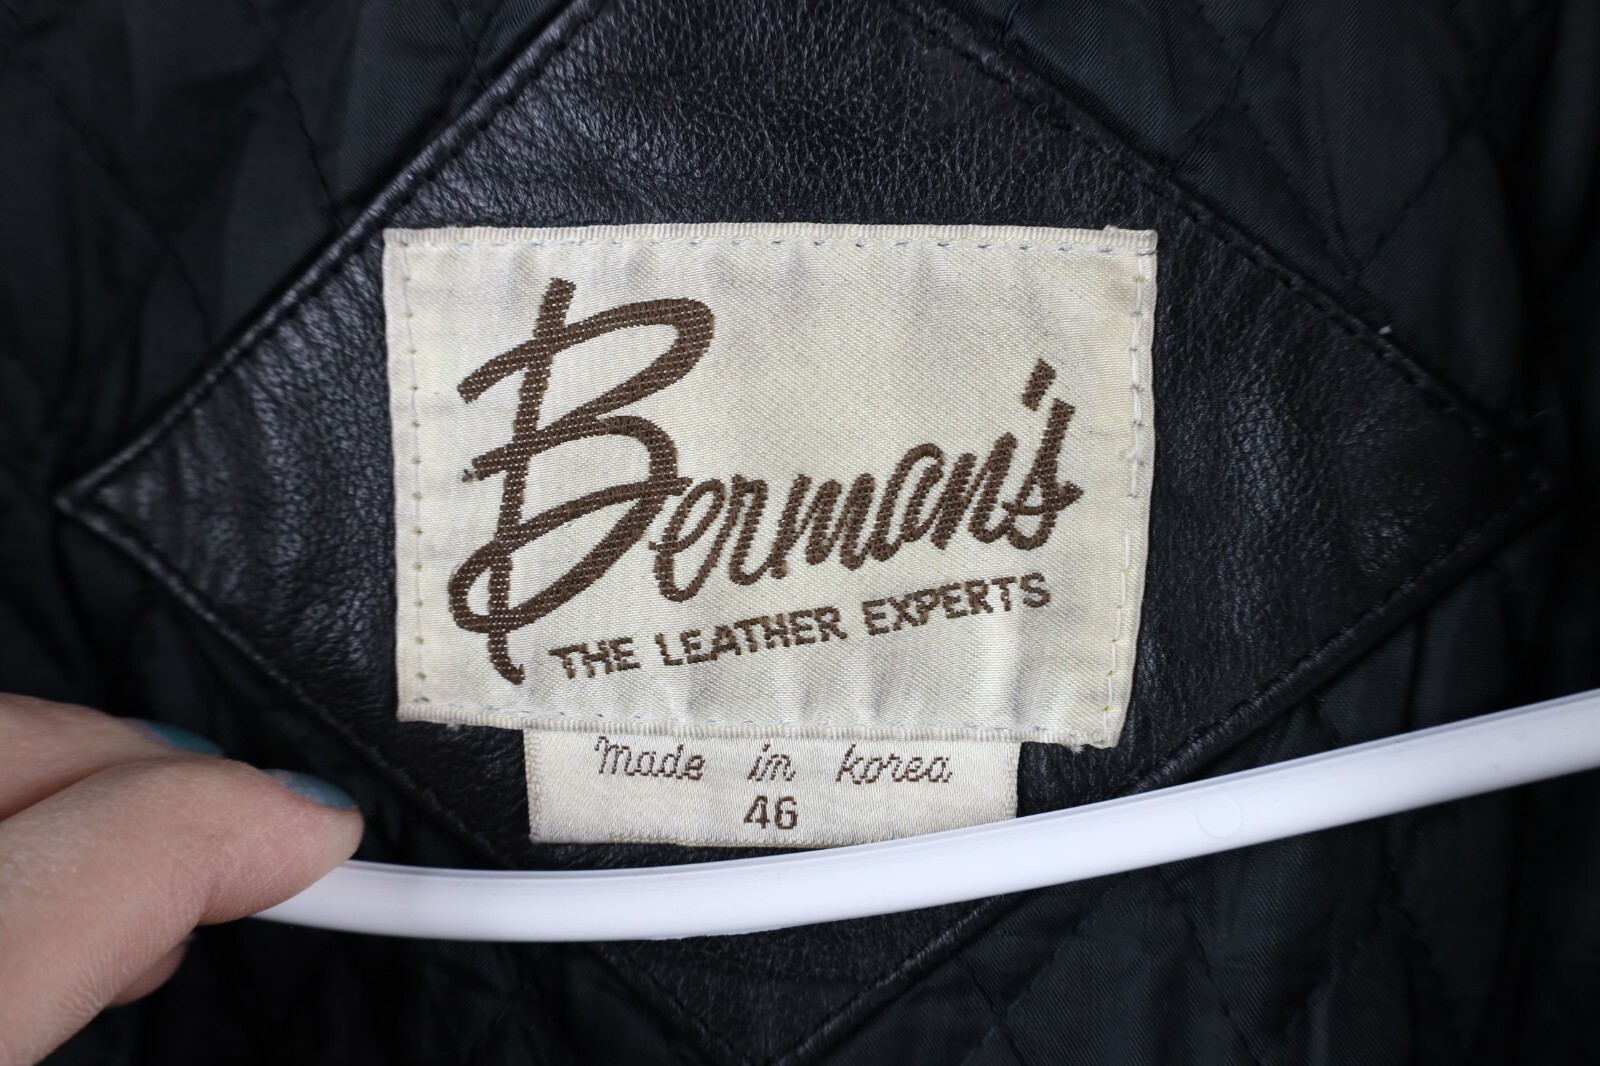 Berman's
THE LEATHER EXPERTS
made in korea
46